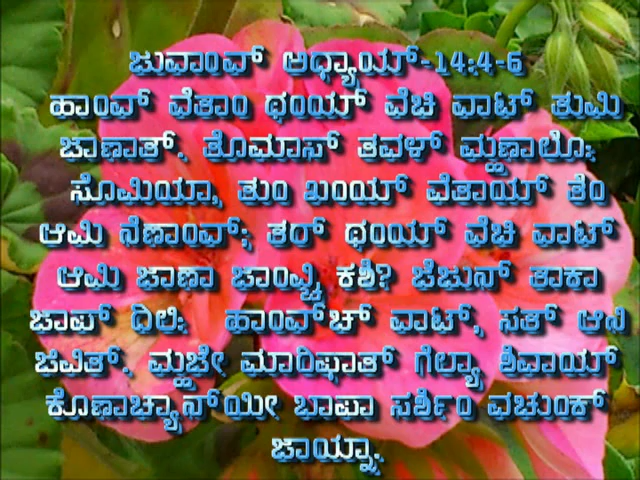 ಜುವಾಂವ್ ಅಧ್ಯಾಯ್-14:4-6
ಹಾಂವ್ ವೆತಾಂ ಥಂಯ್ ವೆಚಿ ವಾಟ್ ತುಮಿ
ಜಾಣಾತ್. ತೊಮಾಸ್ ತವಳ್ ಮ್ಹಣಾಲೊ:
ಸೊಮಿಯಾ, ತುಂ ಖಂಯ್ ವೆತಾಯ್ ತೆಂ
ಆಮಿ ನೆಣಾಂವ್; ತರ್ ಥಂಯ್ ವೆಚಿ ವಾಟ್
ಆಮಿ ಜಾಣಾ ಜಾಂವ್ಚಿ ಕಶಿ? ಜೆಜುನ್ ತಾಕಾ
ಜಾಪ್ ದಿಲಿ: ಹಾಂವ್‍ಚ್ ವಾಟ್, ಸತ್ ಆನಿ
ಜಿವಿತ್. ಮ್ಹಜೇ ಮಾರಿಫಾತ್ ಗೆಲ್ಯಾ ಶಿವಾಯ್
ಕೊಣಾಚ್ಯಾನ್‍ಯೀ ಬಾಪಾ ಸರ್ಶಿಂ ವಚುಂಕ್
ಜಾಯ್ನಾ.